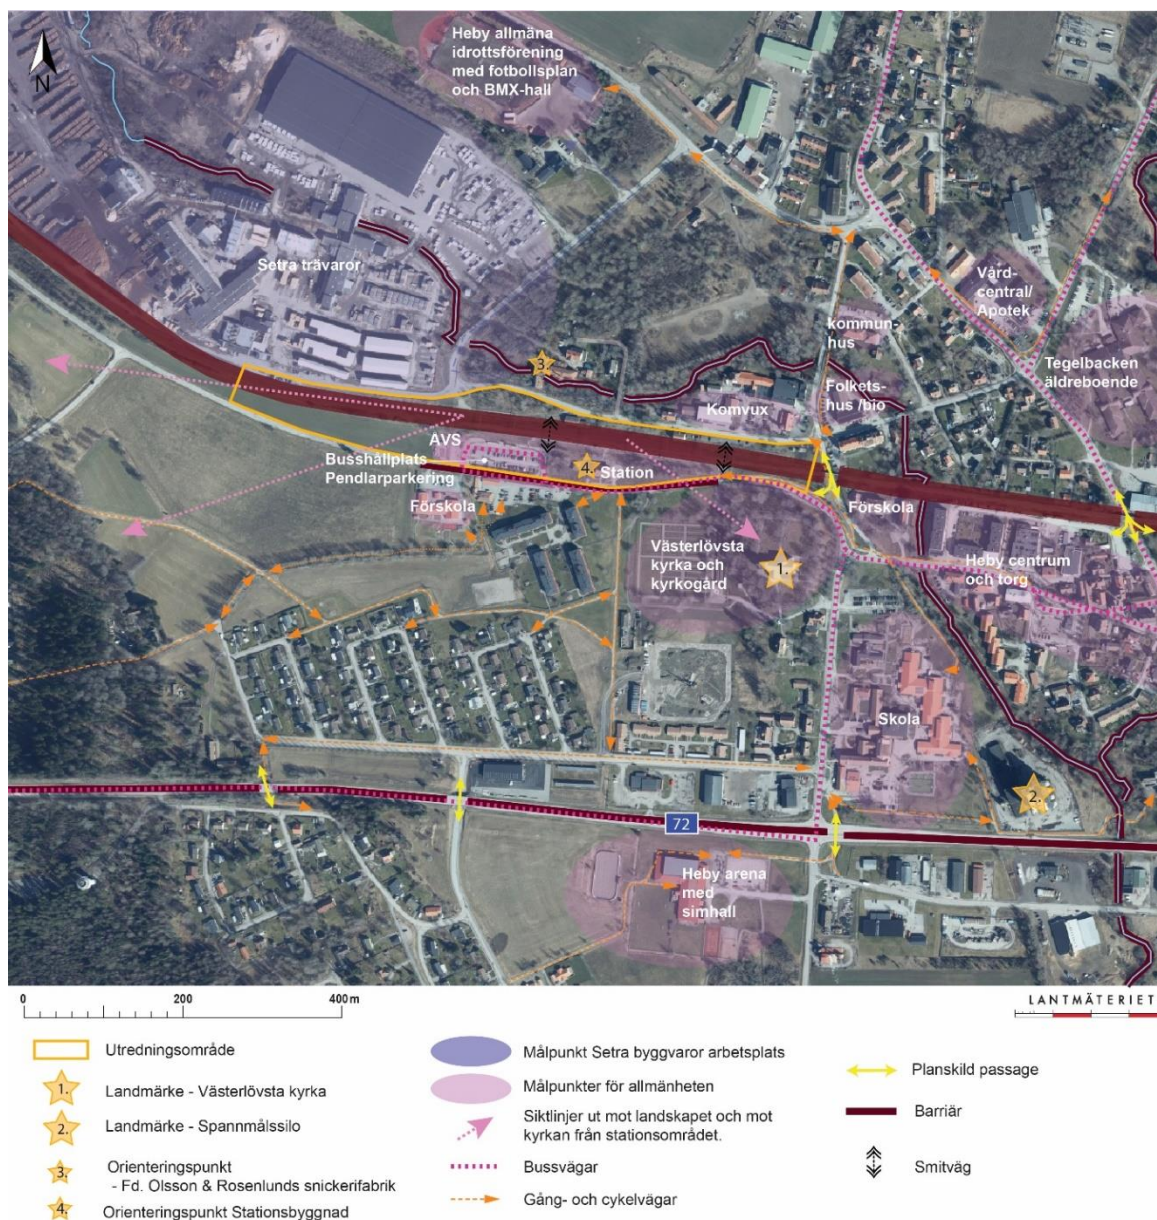 Heby allmäna
idrottsförening
med fotbollsplan
och BMX-hall
N
Setra trävaror
Vård-
central/
Apotek
kommun-
hus
Tegelbacken
äldreboende
3.
Folkets-
hus /bio
Komvux
AVS
Busshållplats
Pendlarparkering
4.
Station
Förskola
Förskola
Västerlövsta
kyrka och
kyrkogård
1.
Heby centrum
och torg
Skola
2.
72
Heby arena
med
simhall
0 200 400 m
LANTMÄTERIET
Utredningsområde
1. Landmärke - Västerlövsta kyrka
2. Landmärke - Spannmålssilo
3. Orienteringspunkt
- Fd. Olsson & Rosenlunds snickerifabrik
4. Orienteringspunkt Stationsbyggnad
Målpunkt Setra byggvaror arbetsplats
Målpunkter för allmänheten
Siktlinjer ut mot landskapet och mot
kyrkan från stationsområdet.
Bussvägar
Gång- och cykelvägar
Planskild passage
Barriär
Smitväg